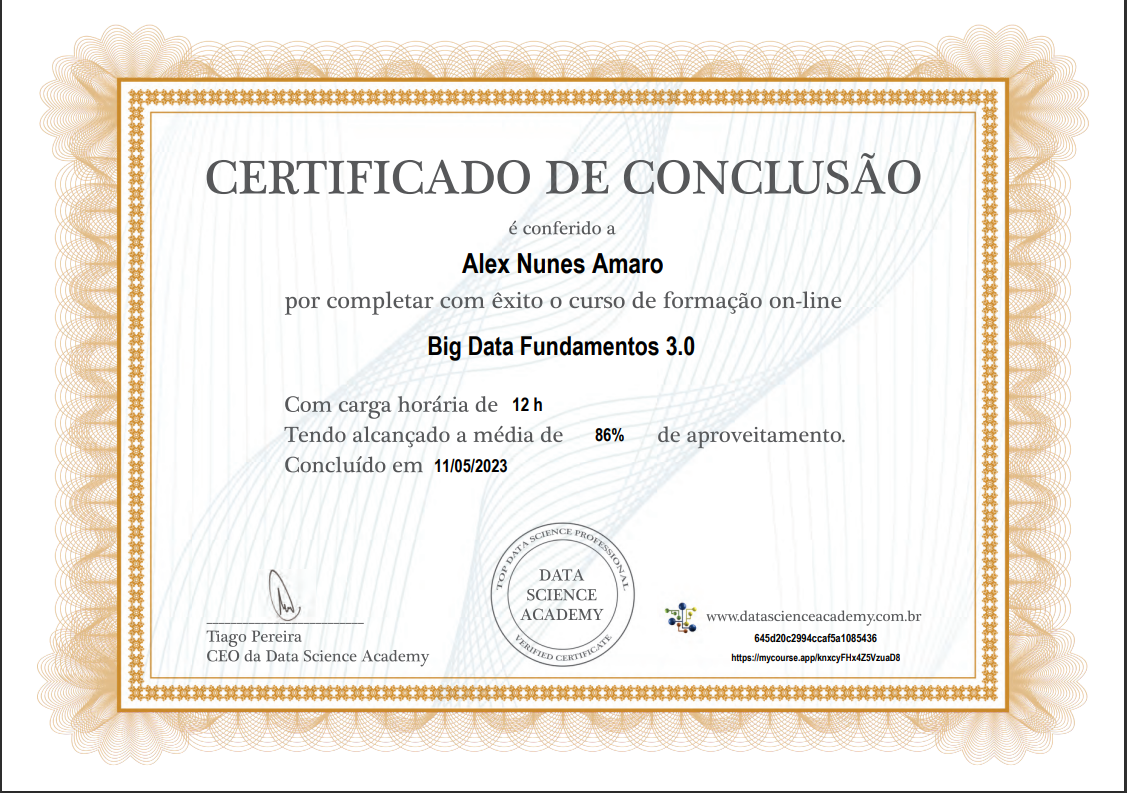 CERTIFICADO DE CONCLUSÃO
é conferido a
Alex Nunes Amaro
por completar com êxito o curso de formação on-line
Big Data Fundamentos 3.0
Com carga horária de 12 h
Tendo alcançado a média de 86% de aproveitamento.
Concluído em 11/05/2023
Tiago Pereira
CEO da Data Science Academy
TOP DATA SCIENCE PROFESSIONAL
DATA
SCIENCE
ACADEMY
VERIFIED CERTIFICATE
www.datascienceacademy.com.br
645d20c2994ccaf5a1085436
https://mycourse.app/knxcyFHx4Z5VzuaD8